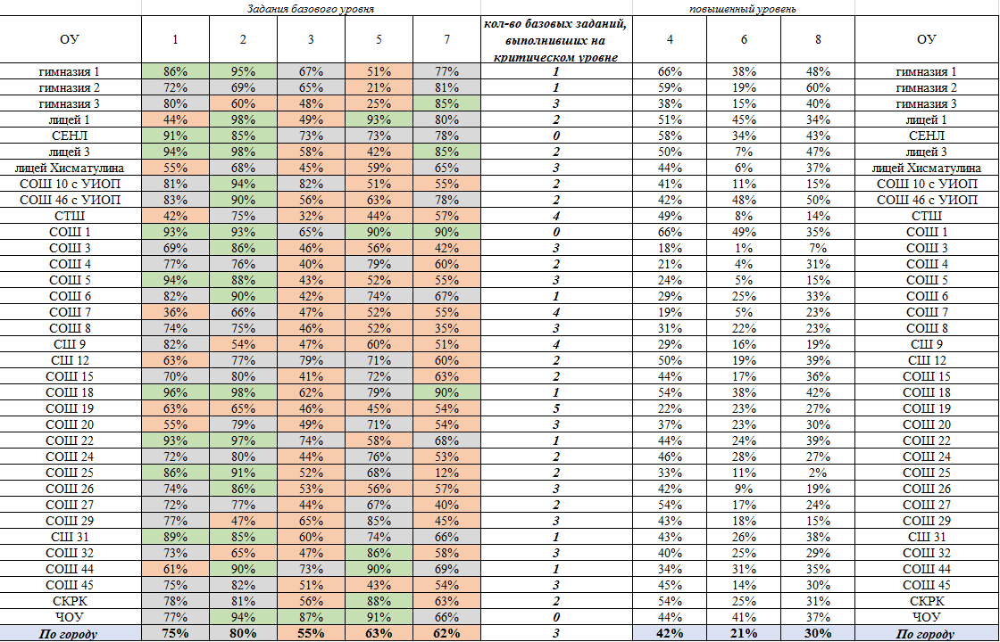 Задания базового уровня повышенный уровень
ОУ 1 2 3 5 7 кол-во базовых заданий, выполнивших на критическом уровне 4 6 8 ОУ
гимназия 1 86% 95% 67% 51% 77% 1 66% 38% 48% гимназия 1
гимназия 2 72% 69% 65% 21% 81% 1 59% 19% 60% гимназия 2
гимназия 3 80% 60% 48% 25% 85% 3 38% 15% 40% гимназия 3
лицей 1 44% 98% 49% 93% 80% 2 51% 45% 34% лицей 1
СЕНЛ 91% 85% 73% 73% 78% 0 58% 34% 43% СЕНЛ
лицей 3 94% 98% 58% 42% 85% 2 50% 7% 47% лицей 3
лицей Хисматулина 55% 68% 45% 59% 65% 3 44% 6% 37% лицей Хисматулина
СОШ 10 с УИОП 81% 94% 82% 51% 55% 2 41% 11% 15% СОШ 10 с УИОП
СОШ 46 с УИОП 83% 90% 56% 63% 78% 2 42% 48% 50% СОШ 46 с УИОП
СТШ 42% 75% 32% 44% 57% 4 49% 8% 14% СТШ
СОШ 1 93% 93% 65% 90% 90% 0 66% 49% 35% СОШ 1
СОШ 3 69% 86% 46% 56% 42% 3 18% 1% 7% СОШ 3
СОШ 4 77% 76% 40% 79% 60% 2 21% 4% 31% СОШ 4
СОШ 5 94% 88% 43% 52% 55% 3 24% 5% 15% СОШ 5
СОШ 6 82% 90% 42% 74% 67% 1 29% 25% 33% СОШ 6
СОШ 7 36% 66% 47% 52% 55% 4 19% 5% 23% СОШ 7
СОШ 8 74% 75% 46% 52% 35% 3 31% 22% 23% СОШ 8
СШ 9 82% 54% 47% 60% 51% 4 29% 16% 19% СШ 9
СШ 12 63% 77% 79% 71% 60% 2 50% 19% 39% СШ 12
СОШ 15 70% 80% 41% 72% 63% 2 44% 17% 36% СОШ 15
СОШ 18 96% 98% 62% 79% 90% 1 54% 38% 42% СОШ 18
СОШ 19 63% 65% 46% 45% 54% 5 22% 23% 27% СОШ 19
СОШ 20 55% 79% 49% 71% 54% 3 37% 23% 30% СОШ 20
СОШ 22 93% 97% 74% 58% 68% 1 44% 24% 39% СОШ 22
СОШ 24 72% 80% 44% 76% 53% 2 46% 28% 27% СОШ 24
СОШ 25 86% 91% 52% 68% 12% 2 33% 11% 2% СОШ 25
СОШ 26 74% 86% 53% 56% 57% 3 42% 9% 19% СОШ 26
СОШ 27 72% 77% 44% 67% 40% 2 54% 17% 24% СОШ 27
СОШ 29 77% 47% 65% 85% 45% 3 43% 18% 15% СОШ 29
СШ 31 89% 85% 60% 74% 66% 1 43% 26% 38% СШ 31
СОШ 32 73% 65% 47% 86% 58% 3 40% 25% 29% СОШ 32
СОШ 44 61% 90% 73% 90% 69% 1 34% 31% 35% СОШ 44
СОШ 45 75% 82% 51% 43% 54% 3 45% 14% 30% СОШ 45
СКРК 78% 81% 56% 88% 63% 2 54% 25% 31% СКРК
ЧОУ 77% 94% 87% 91% 66% 0 44% 41% 37% ЧОУ
По городу 75% 80% 55% 63% 62% 3 42% 21% 30% По городу